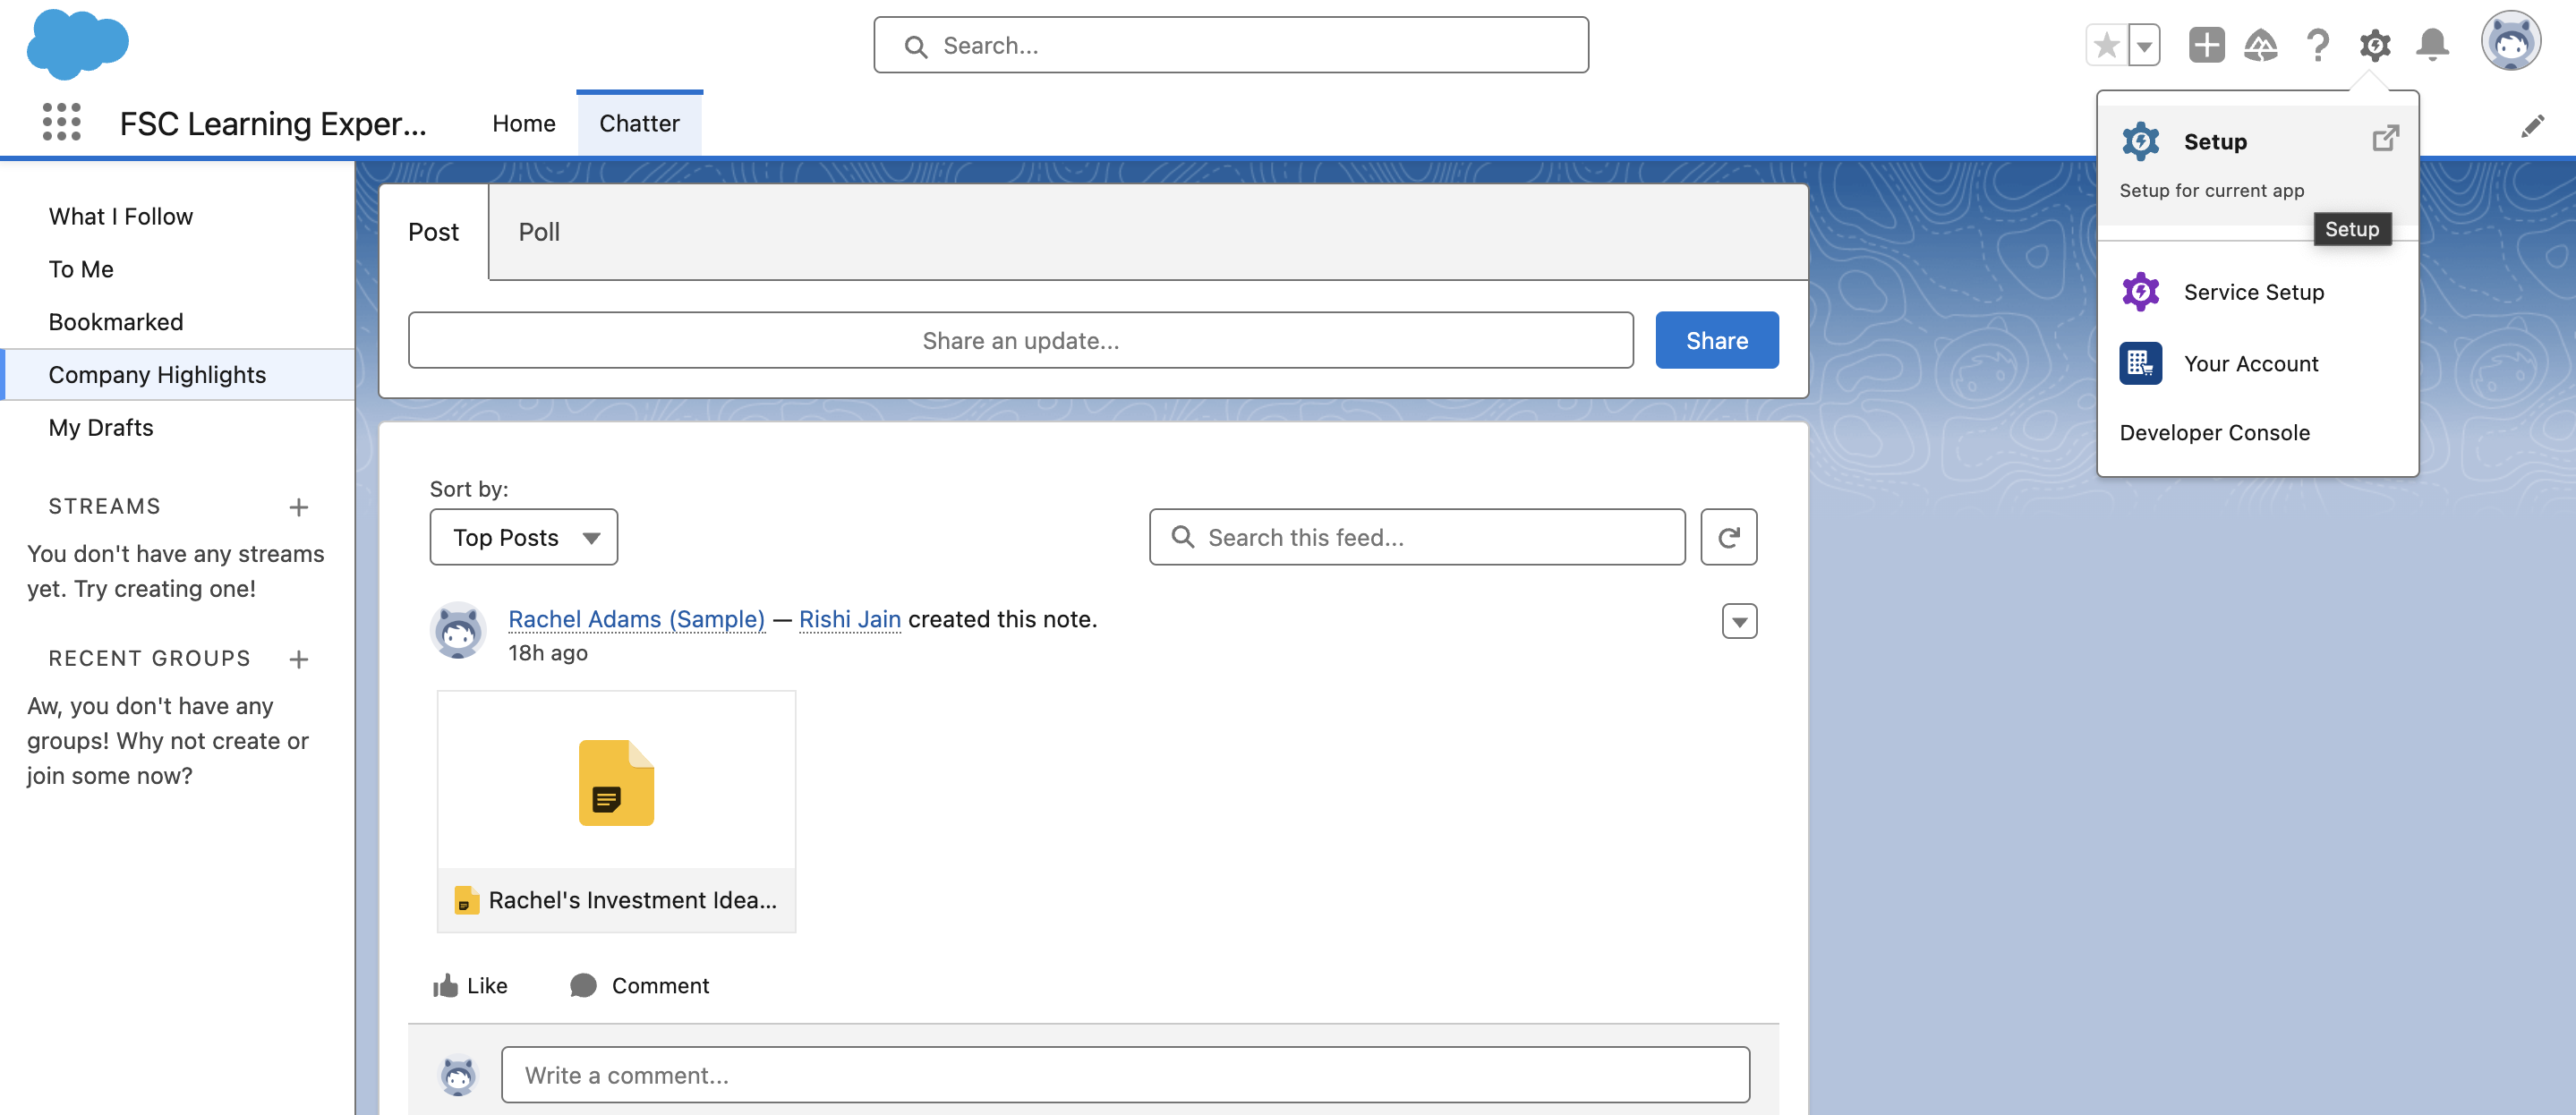 Search...
FSC Learning Exper...
Home
Chatter
Setup
Setup for current app
Setup
Service Setup
Your Account
Developer Console
What I Follow
To Me
Bookmarked
Company Highlights
My Drafts
STREAMS
You don't have any streams
yet. Try creating one!
RECENT GROUPS
Aw, you don't have any
groups! Why not create or
join some now?
Post
Poll
Share an update...
Share
Sort by:
Top Posts
Search this feed...
Rachel Adams (Sample) — Rishi Jain created this note.
18h ago
Rachel's Investment Idea...
Like
Comment
Write a comment...